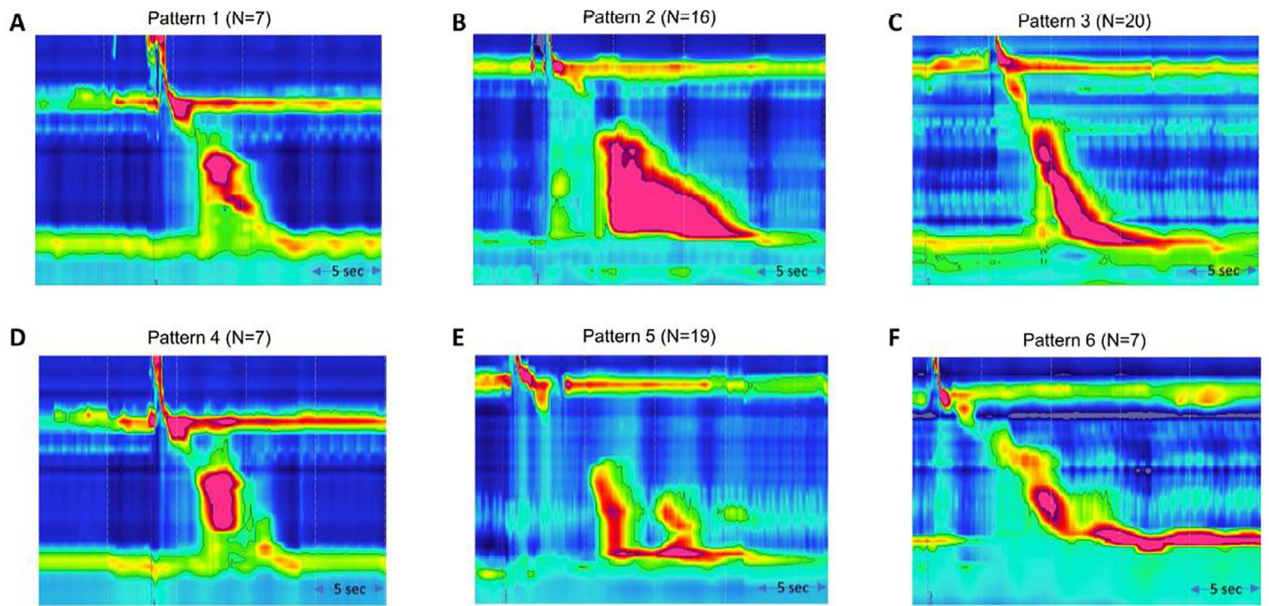 A
Pattern 1 (N=7)
5 sec
B
Pattern 2 (N=16)
5 sec
C
Pattern 3 (N=20)
5 sec
D
Pattern 4 (N=7)
5 sec
E
Pattern 5 (N=19)
5 sec
F
Pattern 6 (N=7)
5 sec